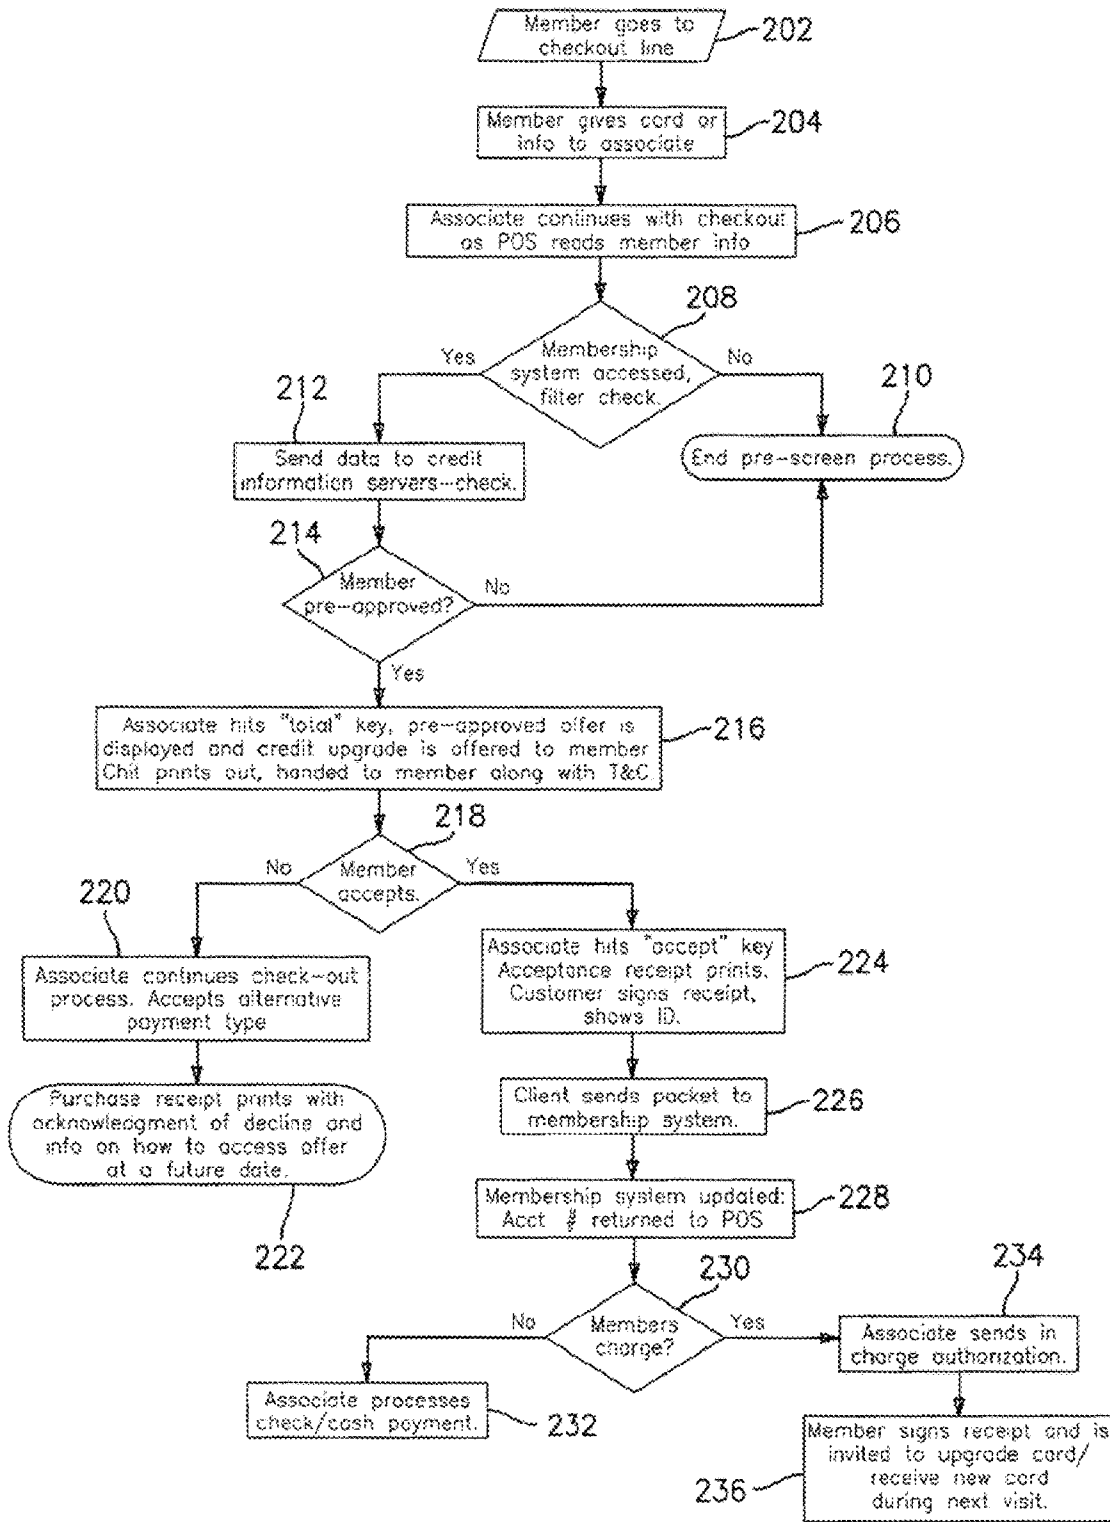 Member goes to
checkout line
202
Member gives card or
info to associate
204
Associate continues with checkout
as POS reads member info
206
208
Membership
system accessed,
filter check.
Yes
No
210
End pre-screen process.
212
Send data to credit
information servers-check.
214
Member
pre-approved?
No
Yes
Associate hits "total" key, pre-approved offer is
displayed and credit upgrade is offered to member
Chit prints out, handed to member along with T&C
216
218
Member
accepts.
No
Yes
220
Associate continues check-out
process. Accepts alternative
payment type
Purchase receipt prints with
acknowledgment of decline and
info on how to access offer
at a future date.
222
Associate hits "accept" key
Acceptance receipt prints.
Customer signs receipt,
shows ID.
224
Client sends packet to
membership system.
226
Membership system updated:
Acct # returned to POS
228
230
Members
charge?
No
Yes
Associate processes
check/cash payment.
232
234
Associate sends in
charge authorization.
Member signs receipt and is
invited to upgrade card/
receive new card
during next visit.
236